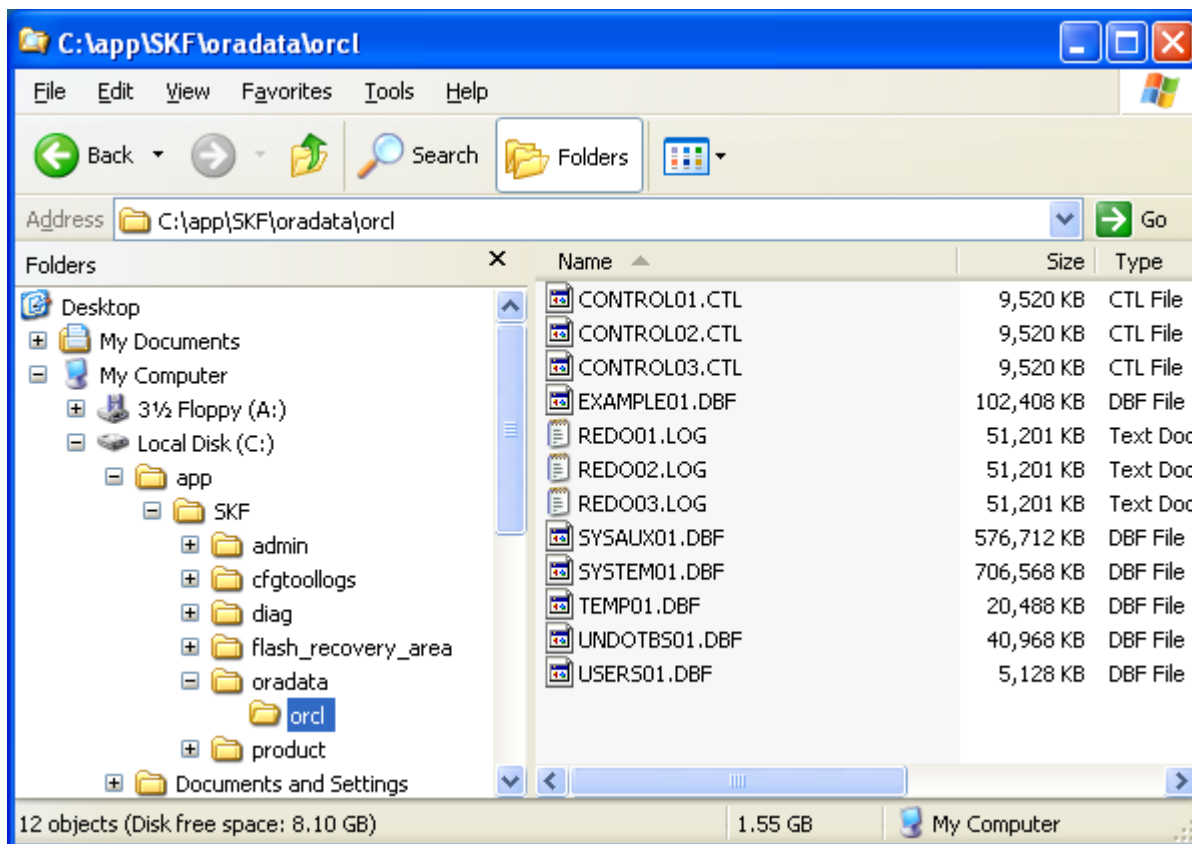 C:\app\SKF\oradata\orcl
File Edit View Favorites Tools Help
Back Search Folders
Address C:\app\SKF\oradata\orcl Go
Folders
Desktop
My Documents
My Computer
3½ Floppy (A:)
Local Disk (C:)
app
SKF
admin
cfgtoollogs
diag
flash_recovery_area
oradata
orcl
product
Documents and Settings
Name Size Type
CONTROL01.CTL 9,520 KB CTL File
CONTROL02.CTL 9,520 KB CTL File
CONTROL03.CTL 9,520 KB CTL File
EXAMPLE01.DBF 102,408 KB DBF File
REDO01.LOG 51,201 KB Text Doc
REDO02.LOG 51,201 KB Text Doc
REDO03.LOG 51,201 KB Text Doc
SYSAUX01.DBF 576,712 KB DBF File
SYSTEM01.DBF 706,568 KB DBF File
TEMP01.DBF 20,488 KB DBF File
UNDOTBS01.DBF 40,968 KB DBF File
USERS01.DBF 5,128 KB DBF File
12 objects (Disk free space: 8.10 GB) 1.55 GB My Computer